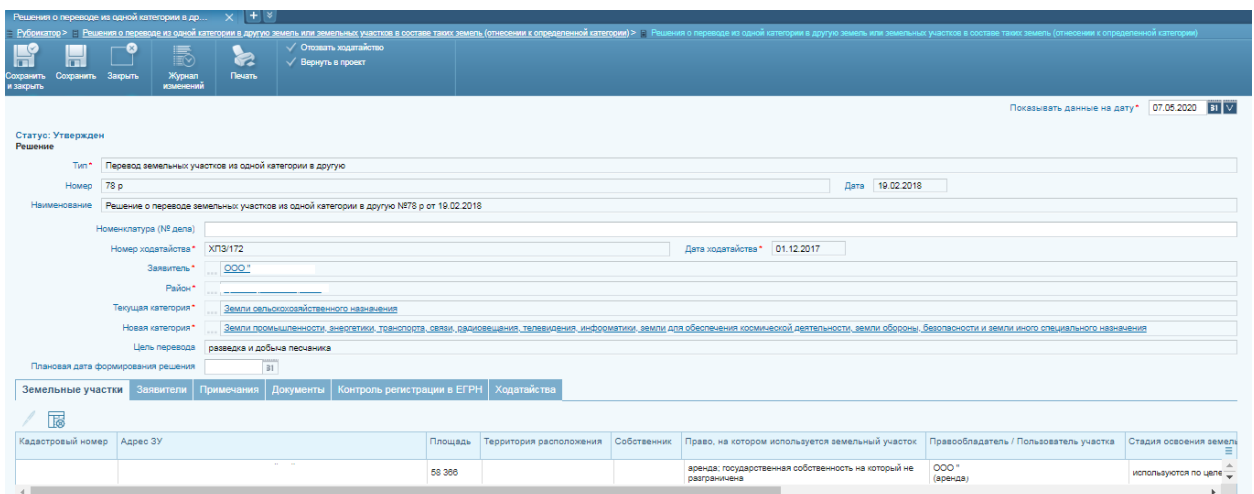 Решения о переводе из одной категории в др...
Рубрикатор > Решения о переводе из одной категории в другую земель или земельных участков в составе таких земель (отнесении к определенной категории) > Решения о переводе из одной категории в другую земель или земельных участков в составе таких земель (отнесении к определенной категории)
Сохранить и закрыть Сохранить Закрыть Журнал изменений Печать
Отозвать ходатайство
Вернуть в проект
Показывать данные на дату * 07.05.2020
Статус: Утвержден
Решение
Тип * Перевод земельных участков из одной категории в другую
Номер 78 р Дата 19.02.2018
Наименование Решение о переводе земельных участков из одной категории в другую №78 р от 19.02.2018
Номенклатура (№ дела)
Номер ходатайства * ХПЗ/172 Дата ходатайства * 01.12.2017
Заявитель * ... ООО "
Район * ...
Текущая категория * ... Земли сельскохозяйственного назначения
Новая категория * ... Земли промышленности, энергетики, транспорта, связи, радиовещания, телевидения, информатики, земли для обеспечения космической деятельности, земли обороны, безопасности и земли иного специального назначения
Цель перевода разведка и добыча песчаника
Плановая дата формирования решения 31
Земельные участки Заявители Примечания Документы Контроль регистрации в ЕГРН Ходатайства
Кадастровый номер Адрес ЗУ Площадь Территория расположения Собственник Право, на котором используется земельный участок Правообладатель / Пользователь участка Стадия освоения земель
58 366 аренда; государственная собственность на который не разграничена ООО " (аренда) используются по целе